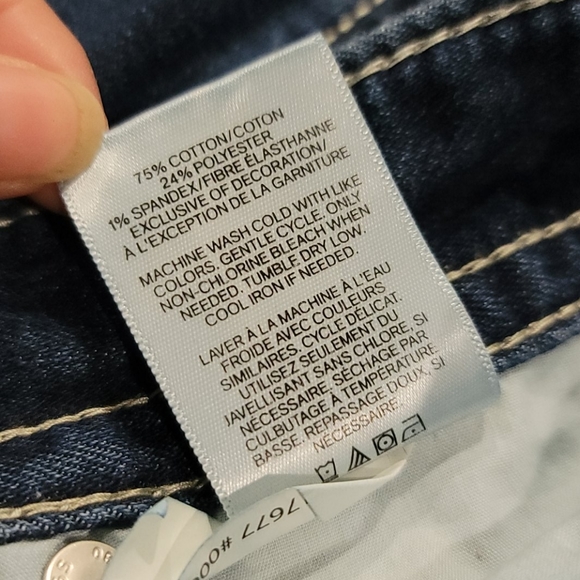 75% COTTON/COTON
24% POLYESTER
1% SPANDEX/FIBRE ÉLASTHANNE
EXCLUSIVE OF DECORATION/
À L'EXCEPTION DE LA GARNITURE
MACHINE WASH COLD WITH LIKE
COLORS. GENTLE CYCLE. ONLY
NON-CHLORINE BLEACH WHEN
NEEDED. TUMBLE DRY LOW.
COOL IRON IF NEEDED.
LAVER À LA MACHINE À L'EAU
FROIDE AVEC COULEURS
SIMILAIRES. CYCLE DÉLICAT.
UTILISEZ SEULEMENT DU
JAVELLISANT SANS CHLORE, SI
NÉCESSAIRE. SÉCHAGE PAR
CULBUTAGE À TEMPÉRATURE
BASSE. REPASSAGE DOUX, SI
NÉCESSAIRE.
7677 #00